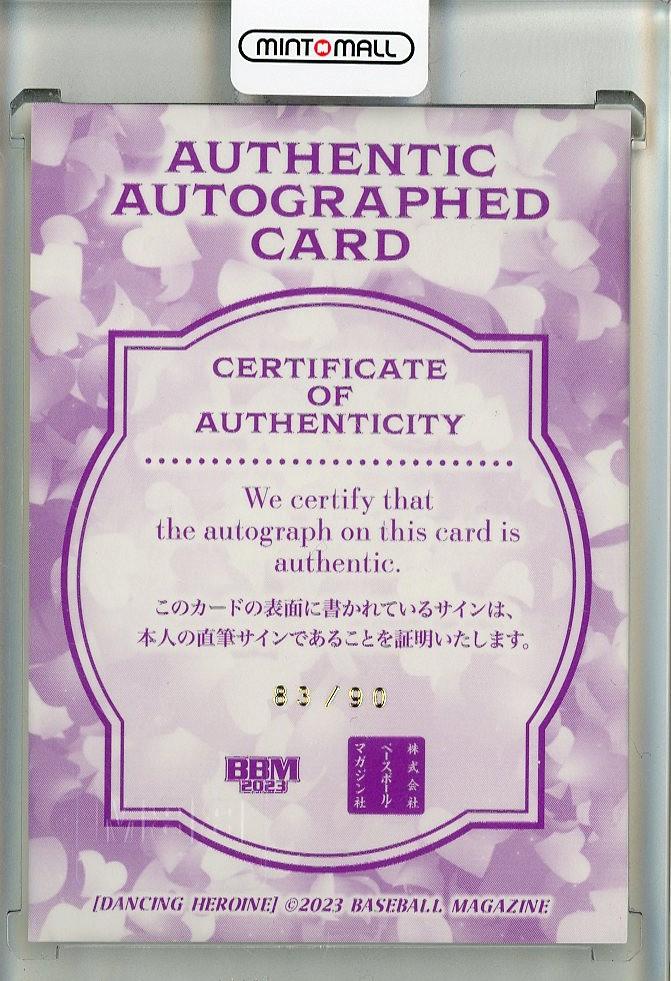 MINT MALL
AUTHENTIC
AUTOGRAPHED
CARD
CERTIFICATE
OF
AUTHENTICITY
We certify that
the autograph on this card is
authentic.
このカードの表面に書かれているサインは、
本人の直筆サインであることを証明いたします。
83/90
BBM
2023
株式会社
ベースボール・
マガジン社
[DANCING HEROINE] ©2023 BASEBALL MAGAZINE